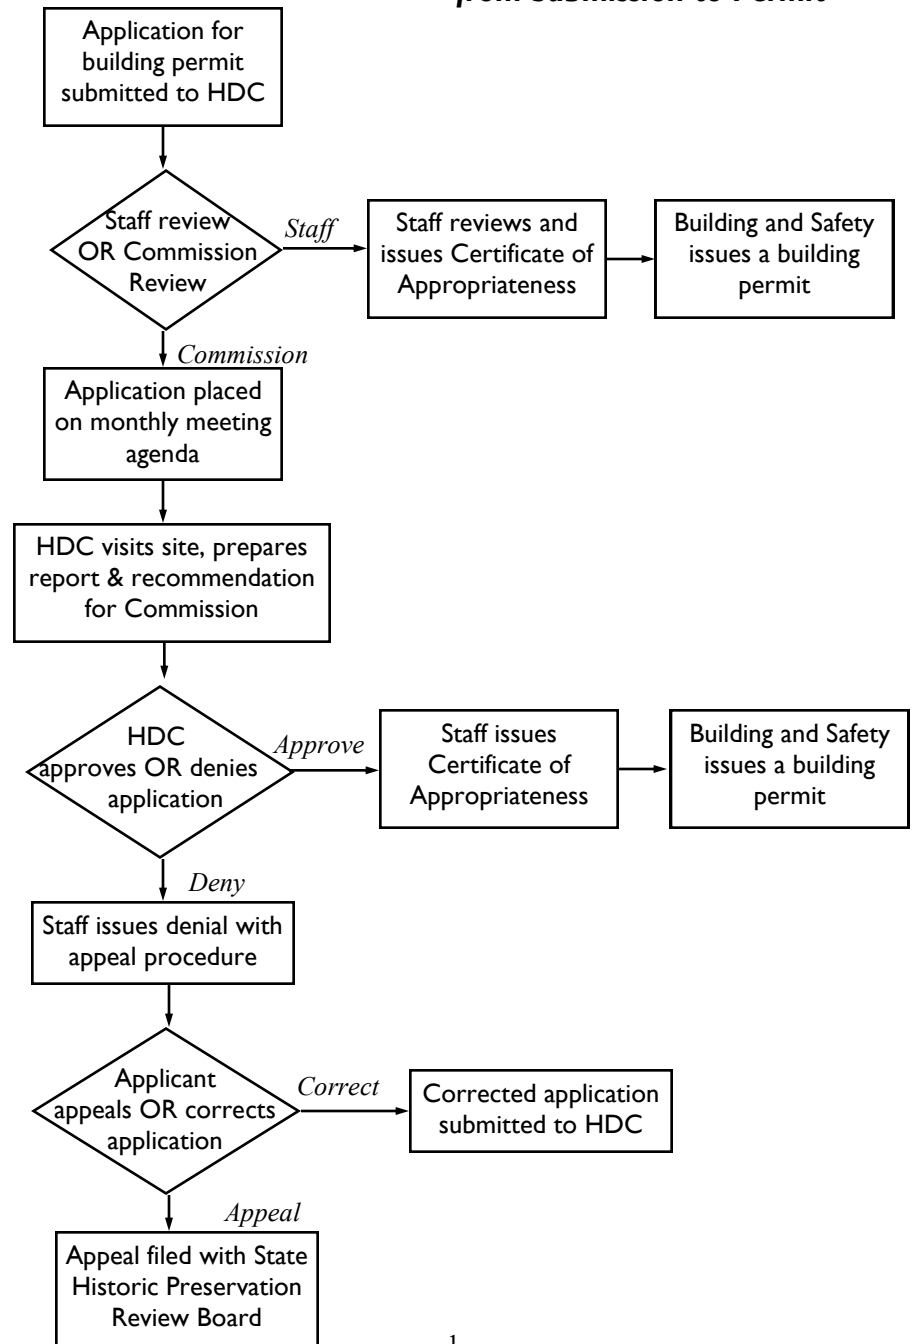 from Submission to Permit
Application for
building permit
submitted to HDC
Staff review
OR Commission
Review
Staff
Staff reviews and
issues Certificate of
Appropriateness
Building and Safety
issues a building
permit
Commission
Application placed
on monthly meeting
agenda
HDC visits site, prepares
report & recommendation
for Commission
HDC
approves OR denies
application
Approve
Staff issues
Certificate of
Appropriateness
Building and Safety
issues a building
permit
Deny
Staff issues denial with
appeal procedure
Applicant
appeals OR corrects
application
Correct
Corrected application
submitted to HDC
Appeal
Appeal filed with State
Historic Preservation
Review Board
1